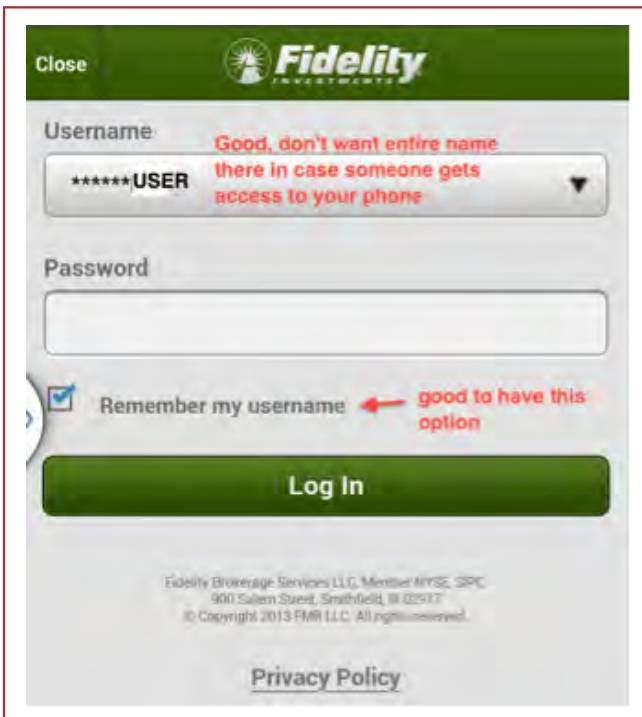 Close
Fidelity
INVESTMENTS
Username
Good, don't want entire name
there in case someone gets
access to your phone
******USER
Password
Remember my username
good to have this
option
Log In
Fidelity Brokerage Services LLC, Member NYSE, SIPC
900 Salem Street, Smithfield, RI 02917
© Copyright 2013 FMR LLC. All rights reserved.
Privacy Policy